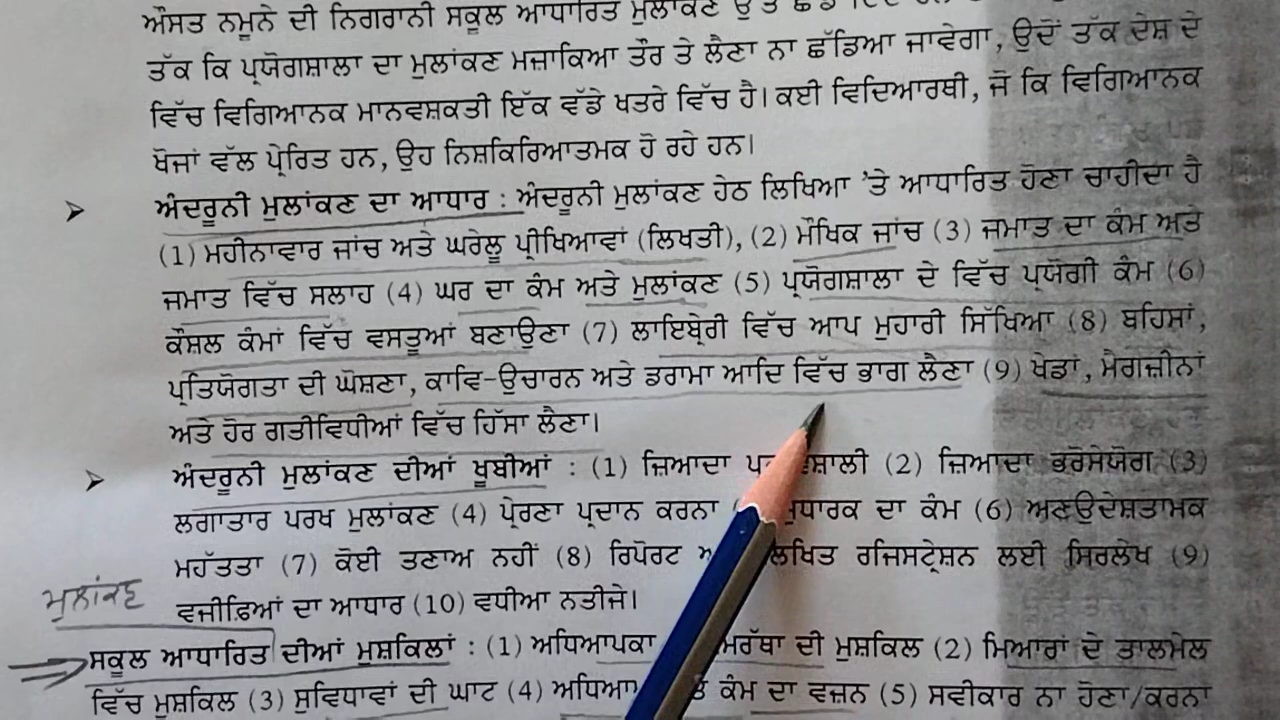 ਔਸਤ ਨਮੂਨੇ ਦੀ ਨਿਗਰਾਨੀ ਸਕੂਲ ਆਧਾਰਿਤ ਮੁਲਾਂਕਣ
ਤੱਕ ਕਿ ਪ੍ਰਯੋਗਸ਼ਾਲਾ ਦਾ ਮੁਲਾਂਕਣ ਮਜ਼ਾਕਿਆ ਤੌਰ ਤੇ ਲੈਣਾ ਨਾ ਛੱਡਿਆ ਜਾਵੇਗਾ, ਉਦੋਂ ਤੱਕ ਦੇਸ਼ ਦੇ
ਵਿੱਚ ਵਿਗਿਆਨਕ ਮਾਨਵਸ਼ਕਤੀ ਇੱਕ ਵੱਡੇ ਖਤਰੇ ਵਿੱਚ ਹੈ। ਕਈ ਵਿਦਿਆਰਥੀ, ਜੋ ਕਿ ਵਿਗਿਆਨਕ
ਖੋਜਾਂ ਵੱਲ ਪ੍ਰੇਰਿਤ ਹਨ, ਉਹ ਨਿਸ਼ਕਿਰਿਆਤਮਕ ਹੋ ਰਹੇ ਹਨ।
➢ ਅੰਦਰੂਨੀ ਮੁਲਾਂਕਣ ਦਾ ਆਧਾਰ : ਅੰਦਰੂਨੀ ਮੁਲਾਂਕਣ ਹੇਠ ਲਿਖਿਆ 'ਤੇ ਆਧਾਰਿਤ ਹੋਣਾ ਚਾਹੀਦਾ ਹੈ
(1) ਮਹੀਨਾਵਾਰ ਜਾਂਚ ਅਤੇ ਘਰੇਲੂ ਪ੍ਰੀਖਿਆਵਾਂ (ਲਿਖਤੀ), (2) ਮੌਖਿਕ ਜਾਂਚ (3) ਜਮਾਤ ਦਾ ਕੰਮ ਅਤੇ
ਜਮਾਤ ਵਿੱਚ ਸਲਾਹ (4) ਘਰ ਦਾ ਕੰਮ ਅਤੇ ਮੁਲਾਂਕਣ (5) ਪ੍ਰਯੋਗਸ਼ਾਲਾ ਦੇ ਵਿੱਚ ਪ੍ਰਯੋਗੀ ਕੰਮ (6)
ਕੌਸ਼ਲ ਕੰਮਾਂ ਵਿੱਚ ਵਸਤੂਆਂ ਬਣਾਉਣਾ (7) ਲਾਇਬ੍ਰੇਰੀ ਵਿੱਚ ਆਪ ਮੁਹਾਰੀ ਸਿੱਖਿਆ (8) ਬਹਿਸਾਂ,
ਪ੍ਰਤਿਯੋਗਤਾ ਦੀ ਘੋਸ਼ਣਾ, ਕਾਵਿ-ਉਚਾਰਨ ਅਤੇ ਡਰਾਮਾ ਆਦਿ ਵਿੱਚ ਭਾਗ ਲੈਣਾ (9) ਖੇਡਾਂ, ਮੈਗਜ਼ੀਨਾਂ
ਅਤੇ ਹੋਰ ਗਤੀਵਿਧੀਆਂ ਵਿੱਚ ਹਿੱਸਾ ਲੈਣਾ।
➢ ਅੰਦਰੂਨੀ ਮੁਲਾਂਕਣ ਦੀਆਂ ਖੂਬੀਆਂ : (1) ਜ਼ਿਆਦਾ (2) ਜ਼ਿਆਦਾ ਭਰੋਸੇਯੋਗ (3)
ਲਗਾਤਾਰ ਪਰਖ ਮੁਲਾਂਕਣ (4) ਪ੍ਰੇਰਣਾ ਪ੍ਰਦਾਨ ਕਰਨਾ ਦਾ ਕੰਮ (6) ਅਣਉਦੇਸ਼ਤਾਮਕ
ਮਹੱਤਤਾ (7) ਕੋਈ ਤਣਾਅ ਨਹੀਂ (8) ਰਿਪੋਰਟ ਰਜਿਸਟ੍ਰੇਸ਼ਨ ਲਈ ਸਿਰਲੇਖ (9)
ਵਜੀਫ਼ਿਆਂ ਦਾ ਆਧਾਰ (10) ਵਧੀਆ ਨਤੀਜੇ।
ਮੁਲਾਂਕਣ
ਸਕੂਲ ਆਧਾਰਿਤ ਦੀਆਂ ਮੁਸ਼ਕਿਲਾਂ : (1) ਦੀ ਮੁਸ਼ਕਿਲ (2) ਮਿਆਰਾਂ ਦੇ ਤਾਲਮੇਲ
ਵਿੱਚ ਮੁਸ਼ਕਿਲ (3) ਸੁਵਿਧਾਵਾਂ ਦੀ ਘਾਟ (4) ਕੰਮ ਦਾ ਵਜ਼ਨ (5) ਸਵੀਕਾਰ ਨਾ ਹੋਣਾ/ਕਰਨਾ